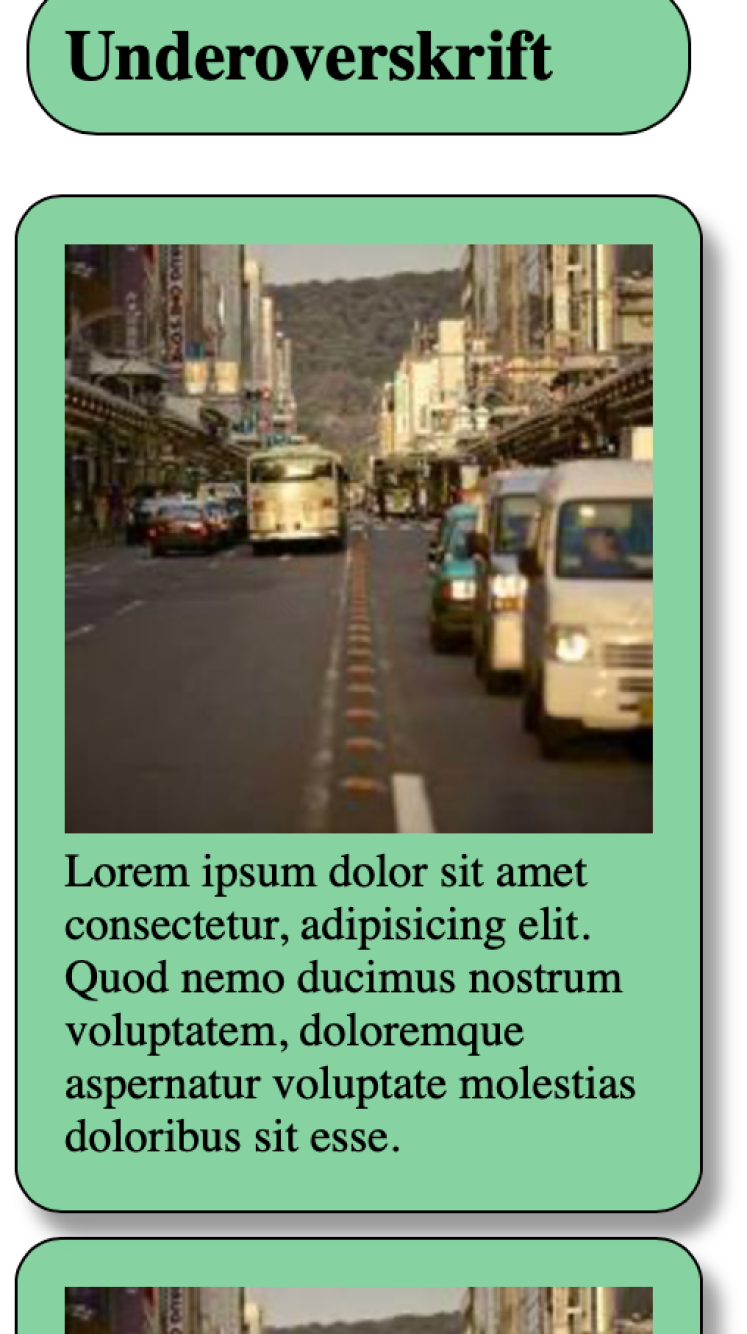 Underoverskrift
Lorem ipsum dolor sit amet
consectetur, adipisicing elit.
Quod nemo ducimus nostrum
voluptatem, doloremque
aspernatur voluptate molestias
doloribus sit esse.